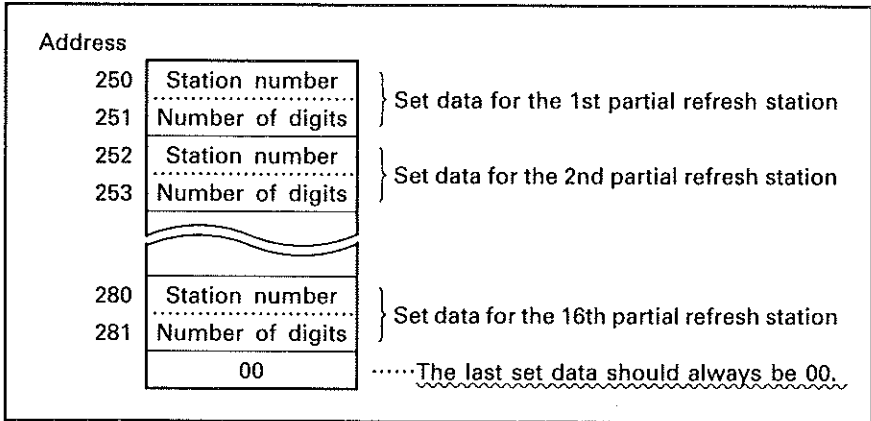 Address
250 Station number
251 Number of digits
Set data for the 1st partial refresh station
252 Station number
253 Number of digits
Set data for the 2nd partial refresh station
280 Station number
281 Number of digits
Set data for the 16th partial refresh station
00 ······The last set data should always be 00.